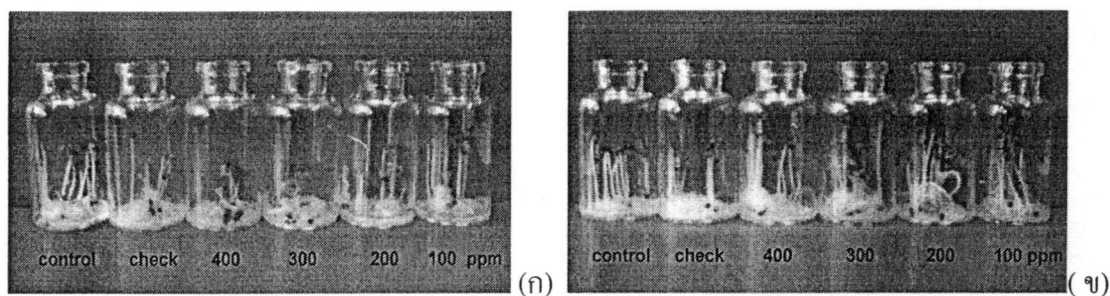 control check 400 300 200 100 ppm (ก)
control check 400 300 200 100 ppm (ข)